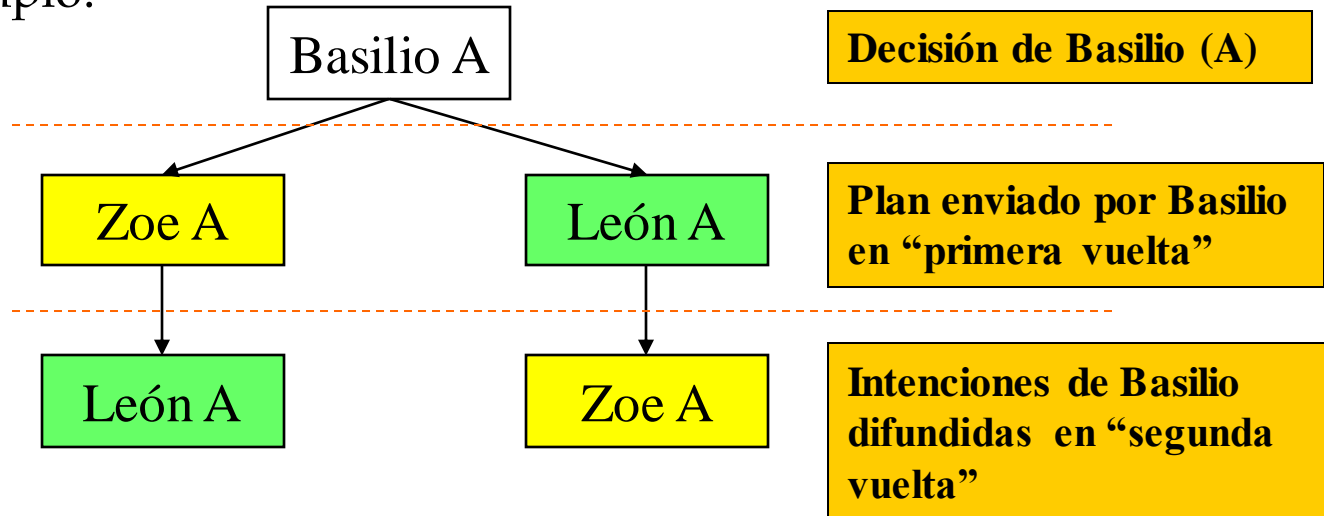 Basilio A
Decisión de Basilio (A)
Zoe A
León A
Plan enviado por Basilio
en “primera vuelta”
León A
Zoe A
Intenciones de Basilio
difundidas en “segunda
vuelta”